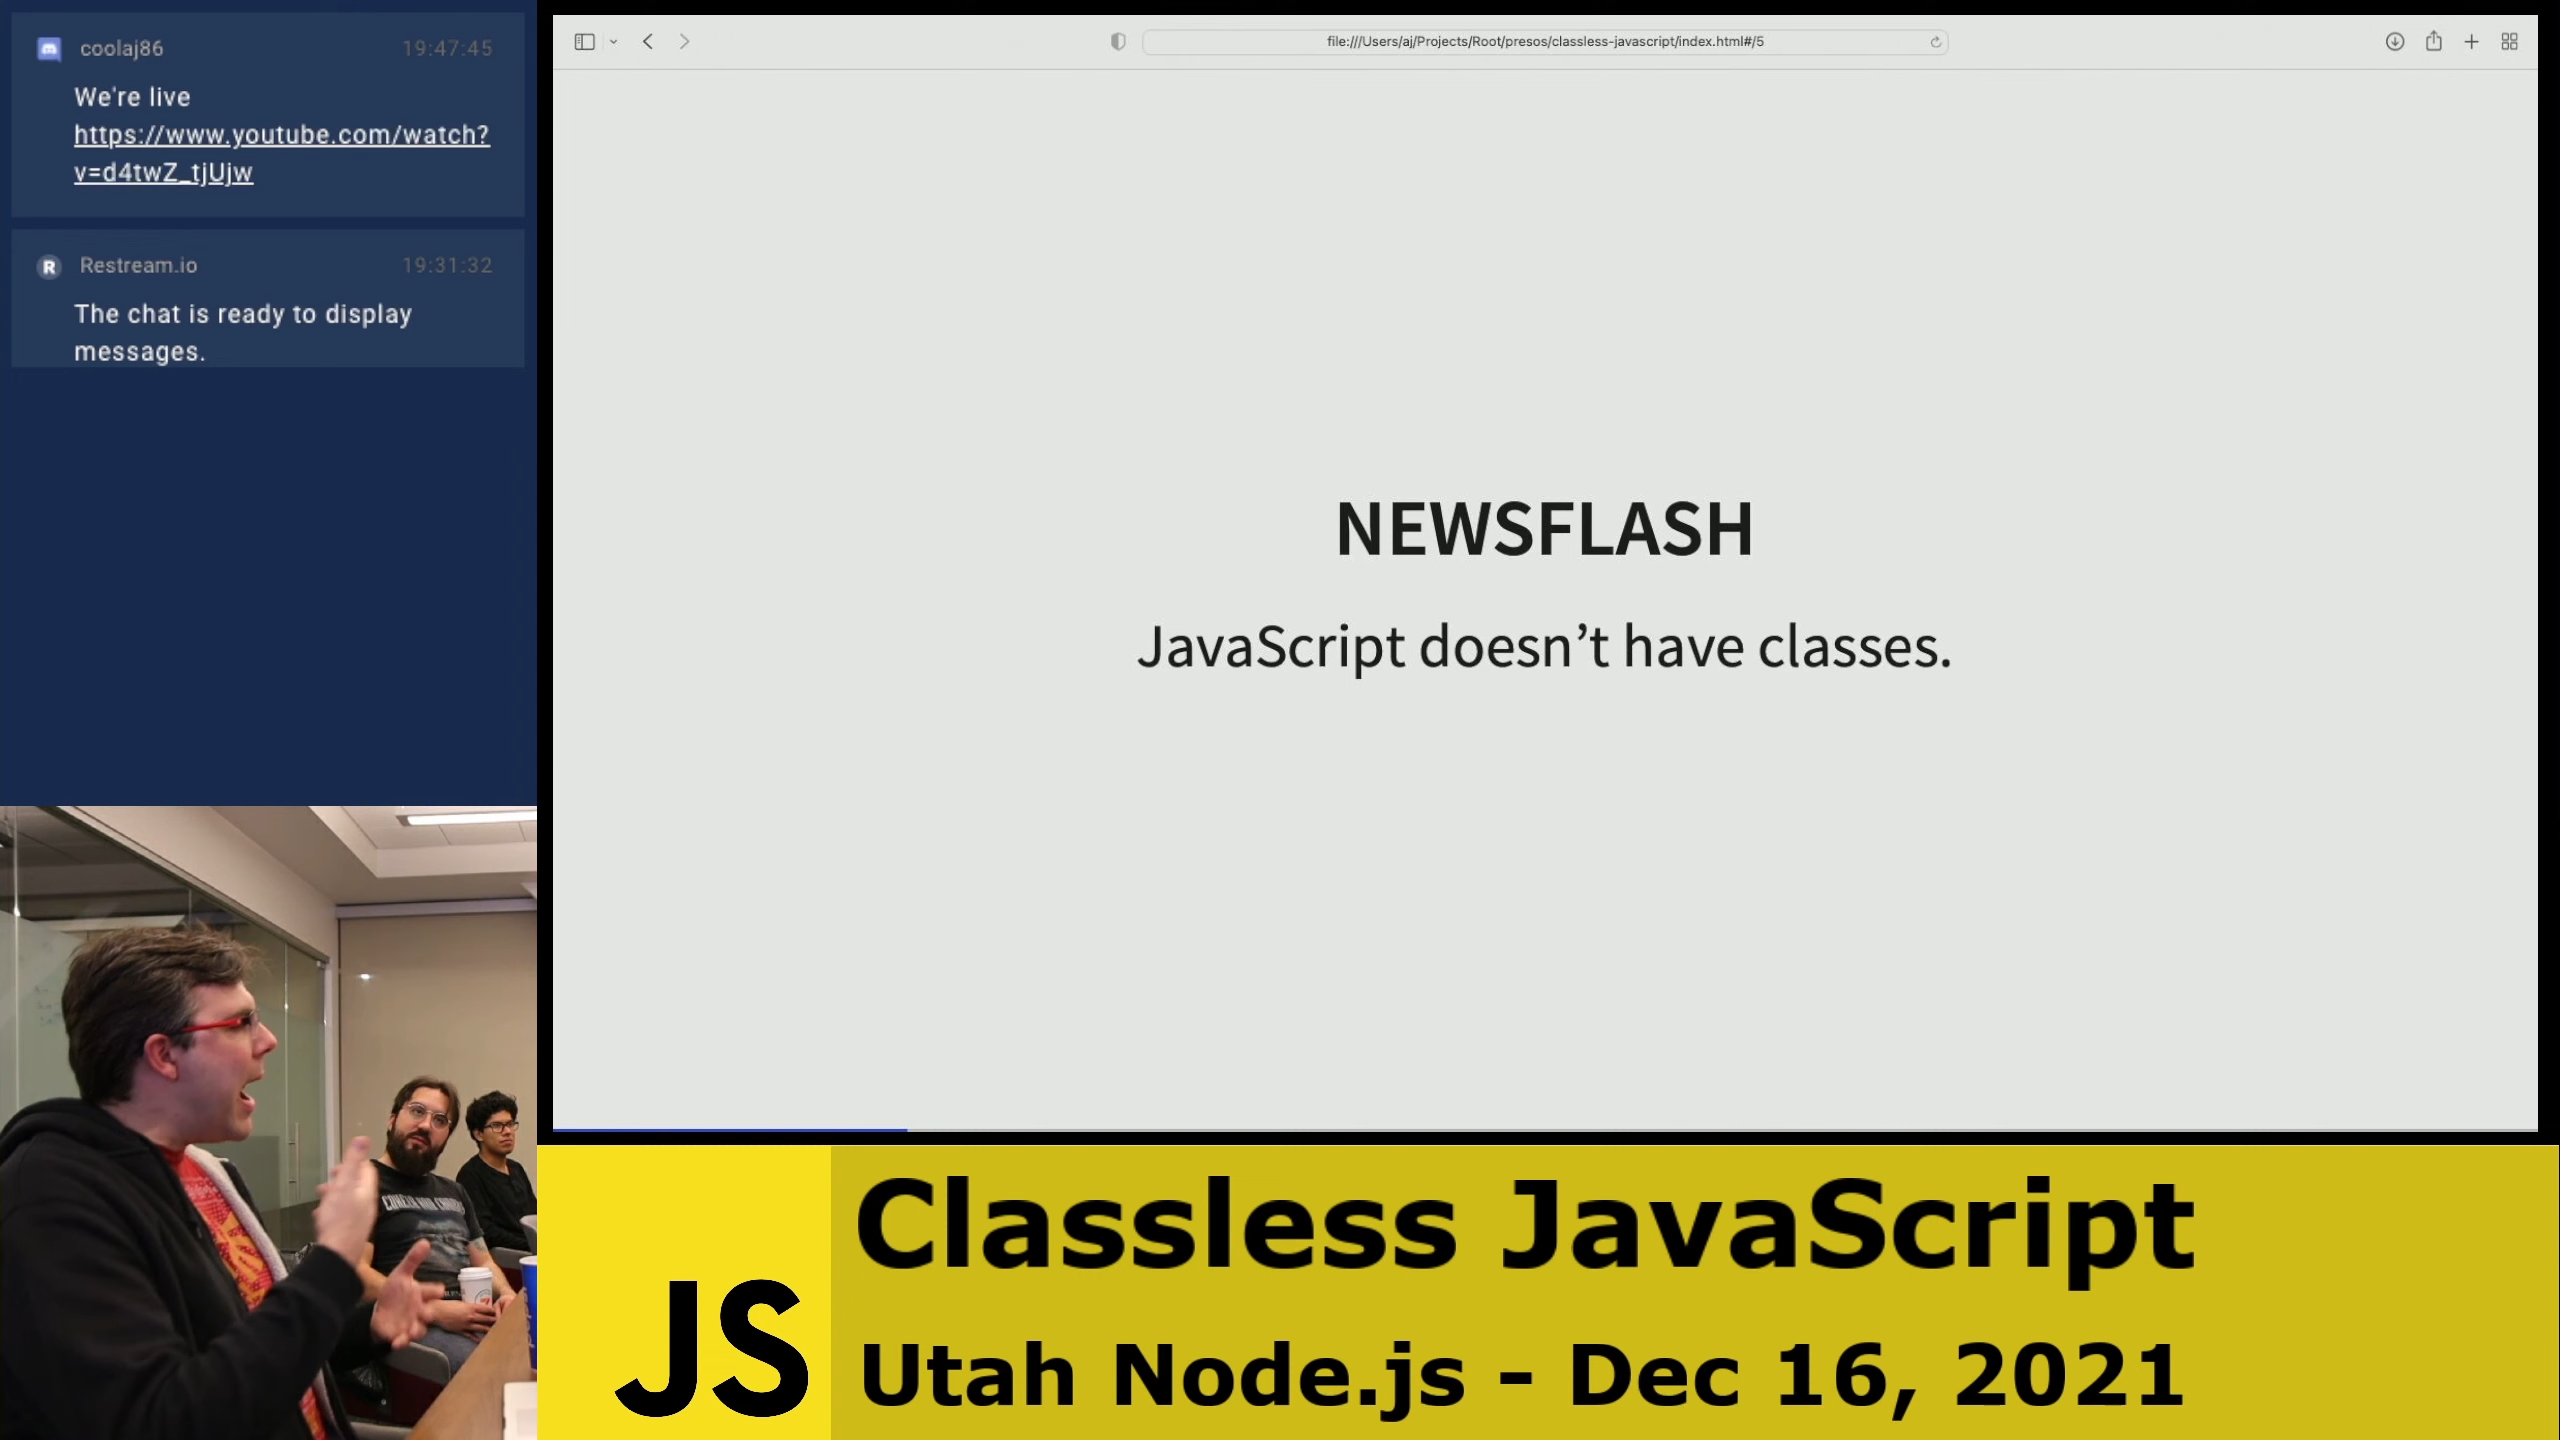 coolaj86 19:47:45
We're live
https://www.youtube.com/watch?
v=d4twZ_tjUjw
R Restream.io 19:31:32
The chat is ready to display
messages.
file:///Users/aj/Projects/Root/presos/classless-javascript/index.html#/5
NEWSFLASH
JavaScript doesn’t have classes.
JS
Classless JavaScript
Utah Node.js - Dec 16, 2021